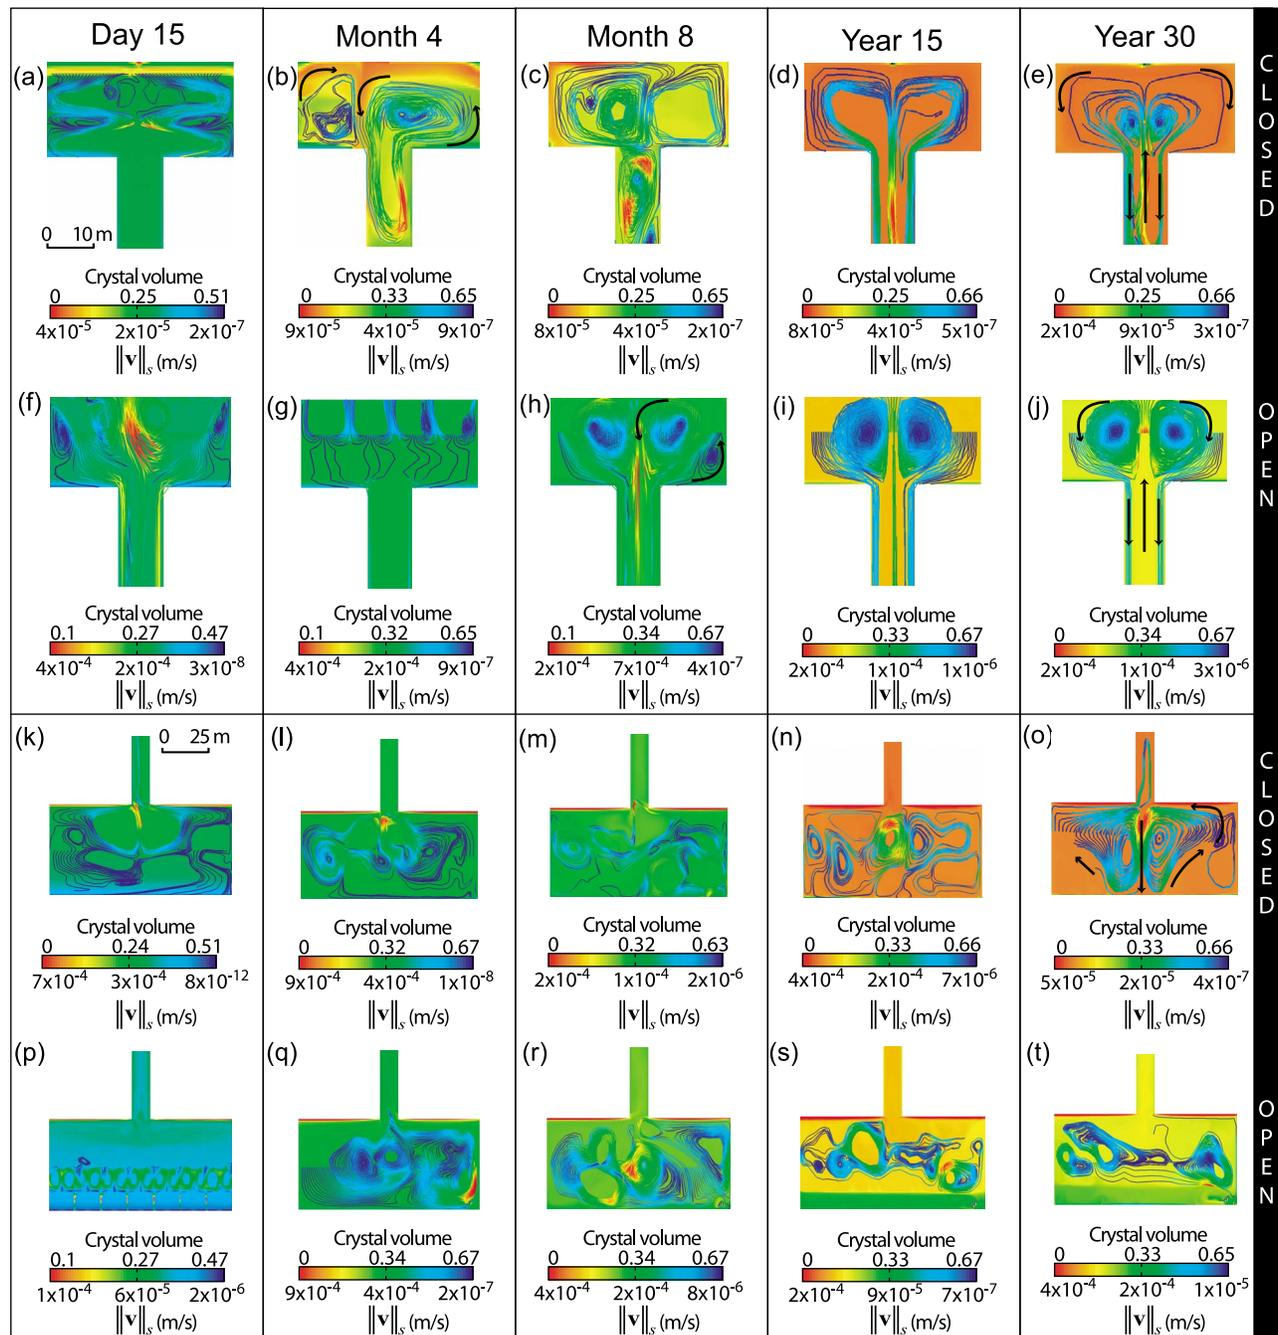 Day 15 Month 4 Month 8 Year 15 Year 30
(a) (b) (c) (d) (e)
CLOSED
0 10 m
Crystal volume Crystal volume Crystal volume Crystal volume Crystal volume
0 0.25 0.51 0 0.33 0.65 0 0.25 0.65 0 0.25 0.66 0 0.25 0.66
4x10⁻⁵ 2x10⁻⁵ 2x10⁻⁷ 9x10⁻⁵ 4x10⁻⁵ 9x10⁻⁷ 8x10⁻⁵ 4x10⁻⁵ 2x10⁻⁷ 8x10⁻⁵ 4x10⁻⁵ 5x10⁻⁷ 2x10⁻⁴ 9x10⁻⁵ 3x10⁻⁷
‖v‖ₛ (m/s) ‖v‖ₛ (m/s) ‖v‖ₛ (m/s) ‖v‖ₛ (m/s) ‖v‖ₛ (m/s)
(f) (g) (h) (i) (j)
OPEN
Crystal volume Crystal volume Crystal volume Crystal volume Crystal volume
0.1 0.27 0.47 0.1 0.32 0.65 0.1 0.34 0.67 0 0.33 0.67 0 0.34 0.67
4x10⁻⁴ 2x10⁻⁴ 3x10⁻⁸ 4x10⁻⁴ 2x10⁻⁴ 9x10⁻⁷ 2x10⁻⁴ 7x10⁻⁴ 4x10⁻⁷ 2x10⁻⁴ 1x10⁻⁴ 1x10⁻⁶ 2x10⁻⁴ 1x10⁻⁴ 3x10⁻⁶
‖v‖ₛ (m/s) ‖v‖ₛ (m/s) ‖v‖ₛ (m/s) ‖v‖ₛ (m/s) ‖v‖ₛ (m/s)
(k) 0 25 m (l) (m) (n) (o)
CLOSED
Crystal volume Crystal volume Crystal volume Crystal volume Crystal volume
0 0.24 0.51 0 0.32 0.67 0 0.32 0.63 0 0.33 0.66 0 0.33 0.66
7x10⁻⁴ 3x10⁻⁴ 8x10⁻¹² 9x10⁻⁴ 4x10⁻⁴ 1x10⁻⁸ 2x10⁻⁴ 1x10⁻⁴ 2x10⁻⁶ 4x10⁻⁴ 2x10⁻⁴ 7x10⁻⁶ 5x10⁻⁵ 2x10⁻⁵ 4x10⁻⁷
‖v‖ₛ (m/s) ‖v‖ₛ (m/s) ‖v‖ₛ (m/s) ‖v‖ₛ (m/s) ‖v‖ₛ (m/s)
(p) (q) (r) (s) (t)
OPEN
Crystal volume Crystal volume Crystal volume Crystal volume Crystal volume
0.1 0.27 0.47 0 0.34 0.67 0 0.34 0.67 0 0.33 0.67 0 0.33 0.65
1x10⁻⁴ 6x10⁻⁵ 2x10⁻⁶ 9x10⁻⁴ 4x10⁻⁴ 2x10⁻⁷ 4x10⁻⁴ 2x10⁻⁴ 8x10⁻⁶ 2x10⁻⁴ 9x10⁻⁵ 7x10⁻⁷ 4x10⁻⁴ 2x10⁻⁴ 1x10⁻⁵
‖v‖ₛ (m/s) ‖v‖ₛ (m/s) ‖v‖ₛ (m/s) ‖v‖ₛ (m/s) ‖v‖ₛ (m/s)